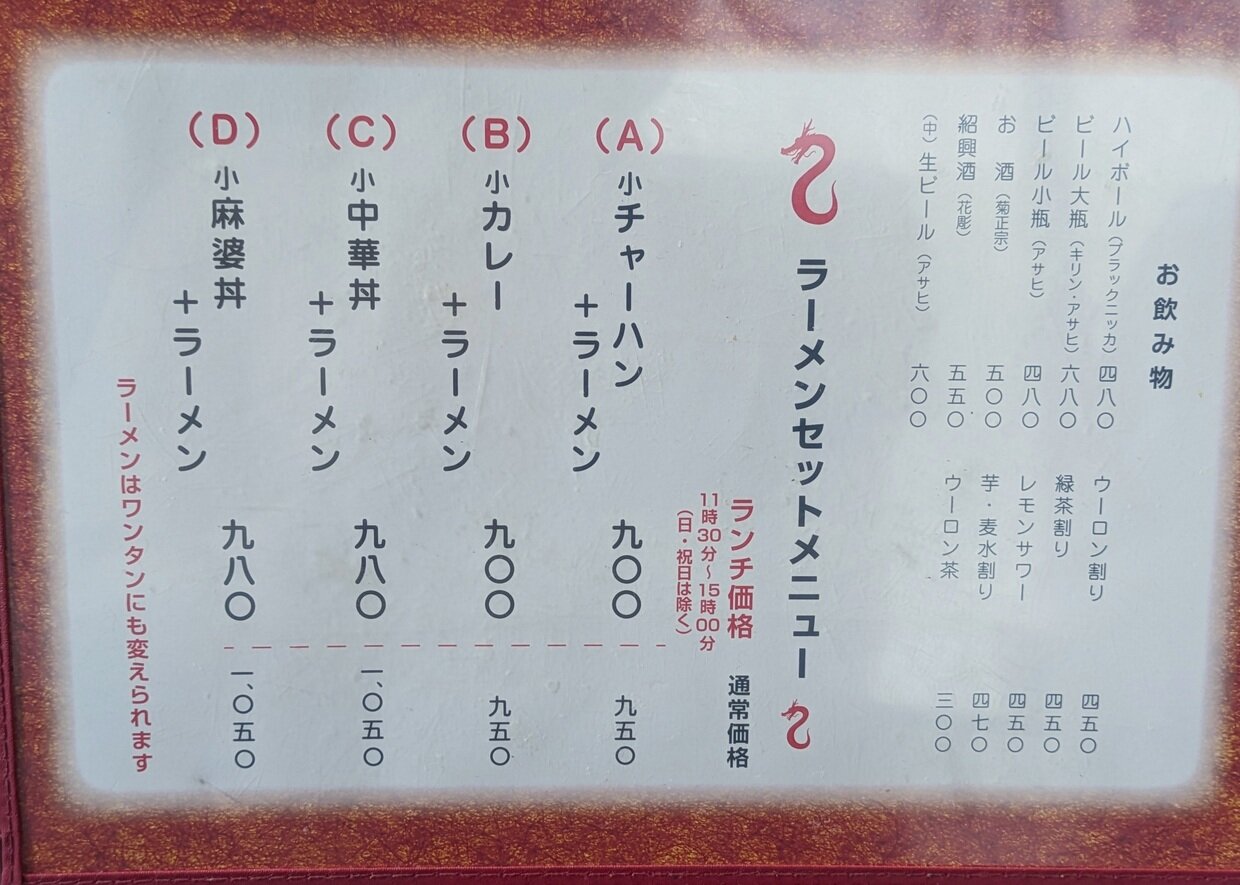 お飲み物
ハイボール（ブラックニッカ） 四八〇
ビール大瓶（キリン・アサヒ） 六八〇
ビール小瓶（アサヒ） 四八〇
お 酒（菊正宗） 五〇〇
紹興酒（花彫） 五五〇
（中）生ビール（アサヒ） 六〇〇
ウーロン割り 四五〇
緑茶割り 四五〇
レモンサワー 四五〇
芋・麦水割り 四七〇
ウーロン茶 三〇〇
ラーメンセットメニュー
ランチ価格
11時30分～15時00分
（日・祝日は除く）
通常価格
（A）小チャーハン
＋ラーメン
九〇〇
九五〇
（B）小カレー
＋ラーメン
九〇〇
九五〇
（C）小中華丼
＋ラーメン
九八〇
一、〇五〇
（D）小麻婆丼
＋ラーメン
九八〇
一、〇五〇
ラーメンはワンタンにも変えられます